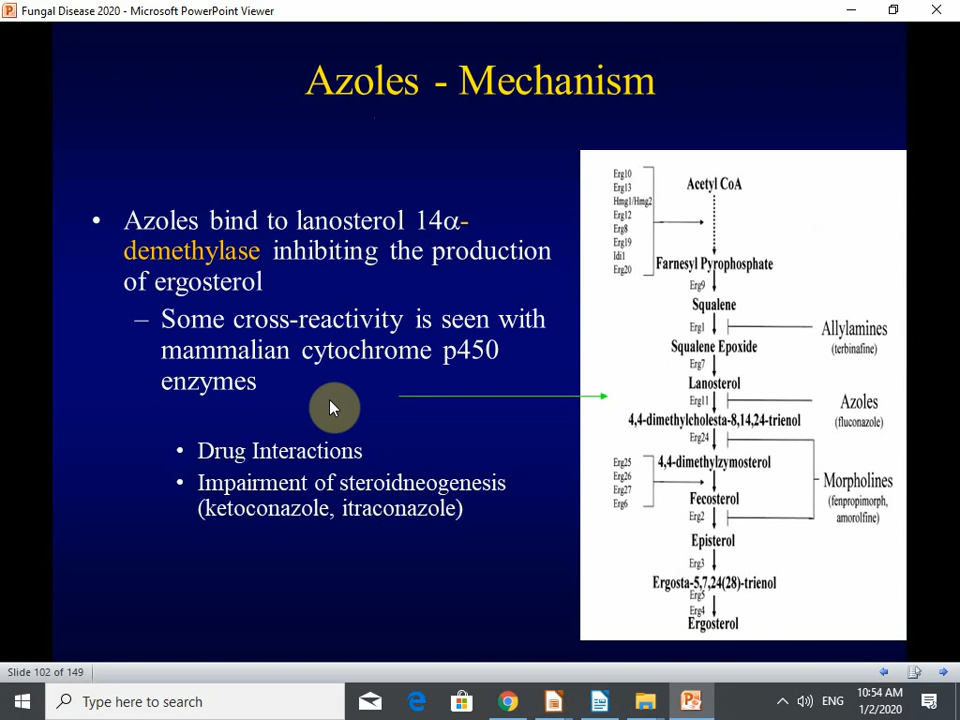 Fungal Disease 2020 - Microsoft PowerPoint Viewer
Azoles - Mechanism
• Azoles bind to lanosterol 14α-
demethylase inhibiting the production
of ergosterol
– Some cross-reactivity is seen with
mammalian cytochrome p450
enzymes
• Drug Interactions
• Impairment of steroidneogenesis
(ketoconazole, itraconazole)
Erg10
Erg13
Hmg1/Hmg2
Erg12
Erg8
Erg19
Idi1
Erg20
Acetyl CoA
Farnesyl Pyrophosphate
Erg9
Squalene
Erg1
Allylamines
(terbinafine)
Squalene Epoxide
Erg7
Lanosterol
Erg11
Azoles
(fluconazole)
4,4-dimethylcholesta-8,14,24-trienol
Erg24
4,4-dimethylzymosterol
Erg25
Erg26
Erg27
Erg6
Morpholines
(fenpropimorph,
amorolfine)
Fecosterol
Erg2
Episterol
Erg3
Ergosta-5,7,24(28)-trienol
Erg5
Erg4
Ergosterol
Slide 102 of 149
Type here to search
ENG
10:54 AM
1/2/2020